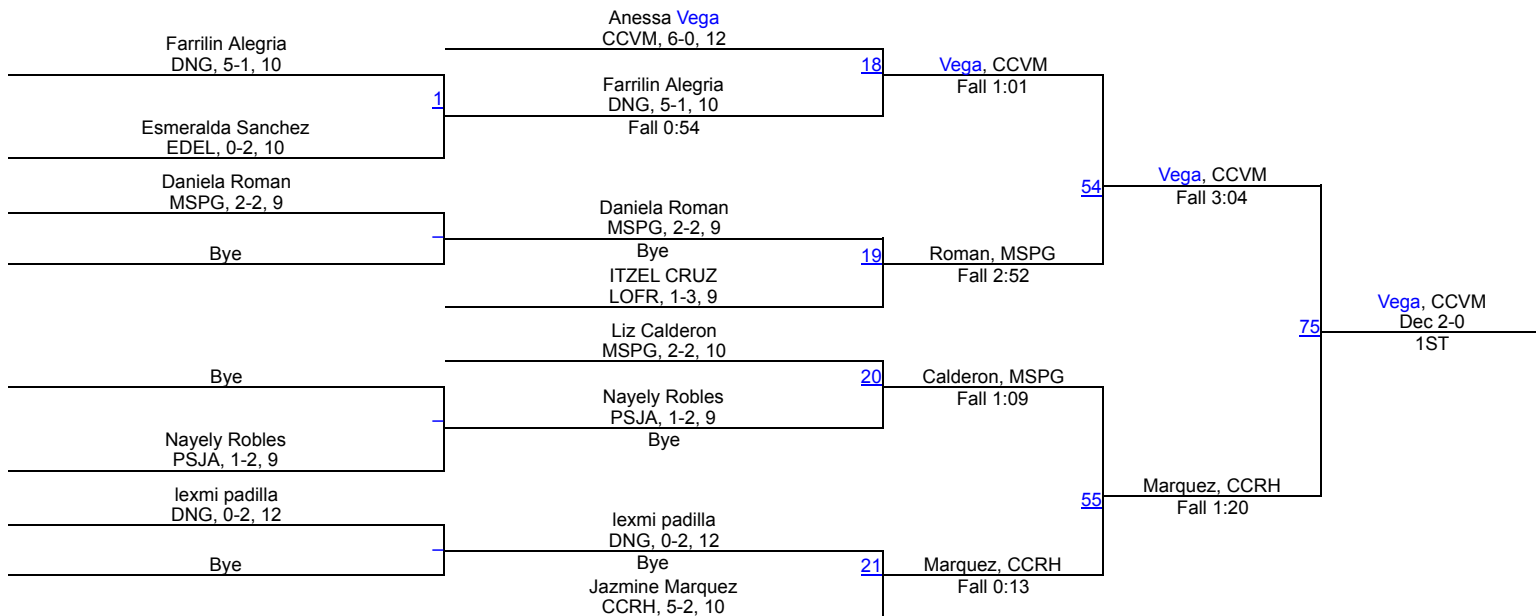 Farrilin Alegria
DNG, 5-1, 10
1
Esmeralda Sanchez
EDEL, 0-2, 10
Daniela Roman
MSPG, 2-2, 9
Bye
Bye
Nayely Robles
PSJA, 1-2, 9
lexmi padilla
DNG, 0-2, 12
Bye
Anessa Vega
CCVM, 6-0, 12
18
Farrilin Alegria
DNG, 5-1, 10
Fall 0:54
Daniela Roman
MSPG, 2-2, 9
Bye
19
ITZEL CRUZ
LOFR, 1-3, 9
Liz Calderon
MSPG, 2-2, 10
20
Nayely Robles
PSJA, 1-2, 9
Bye
lexmi padilla
DNG, 0-2, 12
Bye
21
Jazmine Marquez
CCRH, 5-2, 10
Vega, CCVM
Fall 1:01
54
Roman, MSPG
Fall 2:52
Calderon, MSPG
Fall 1:09
55
Marquez, CCRH
Fall 0:13
Vega, CCVM
Fall 3:04
75
Marquez, CCRH
Fall 1:20
Vega, CCVM
Dec 2-0
1ST